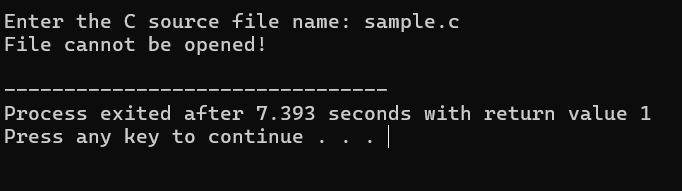 Enter the C source file name: sample.c
File cannot be opened!
--------------------------------
Process exited after 7.393 seconds with return value 1
Press any key to continue . . .